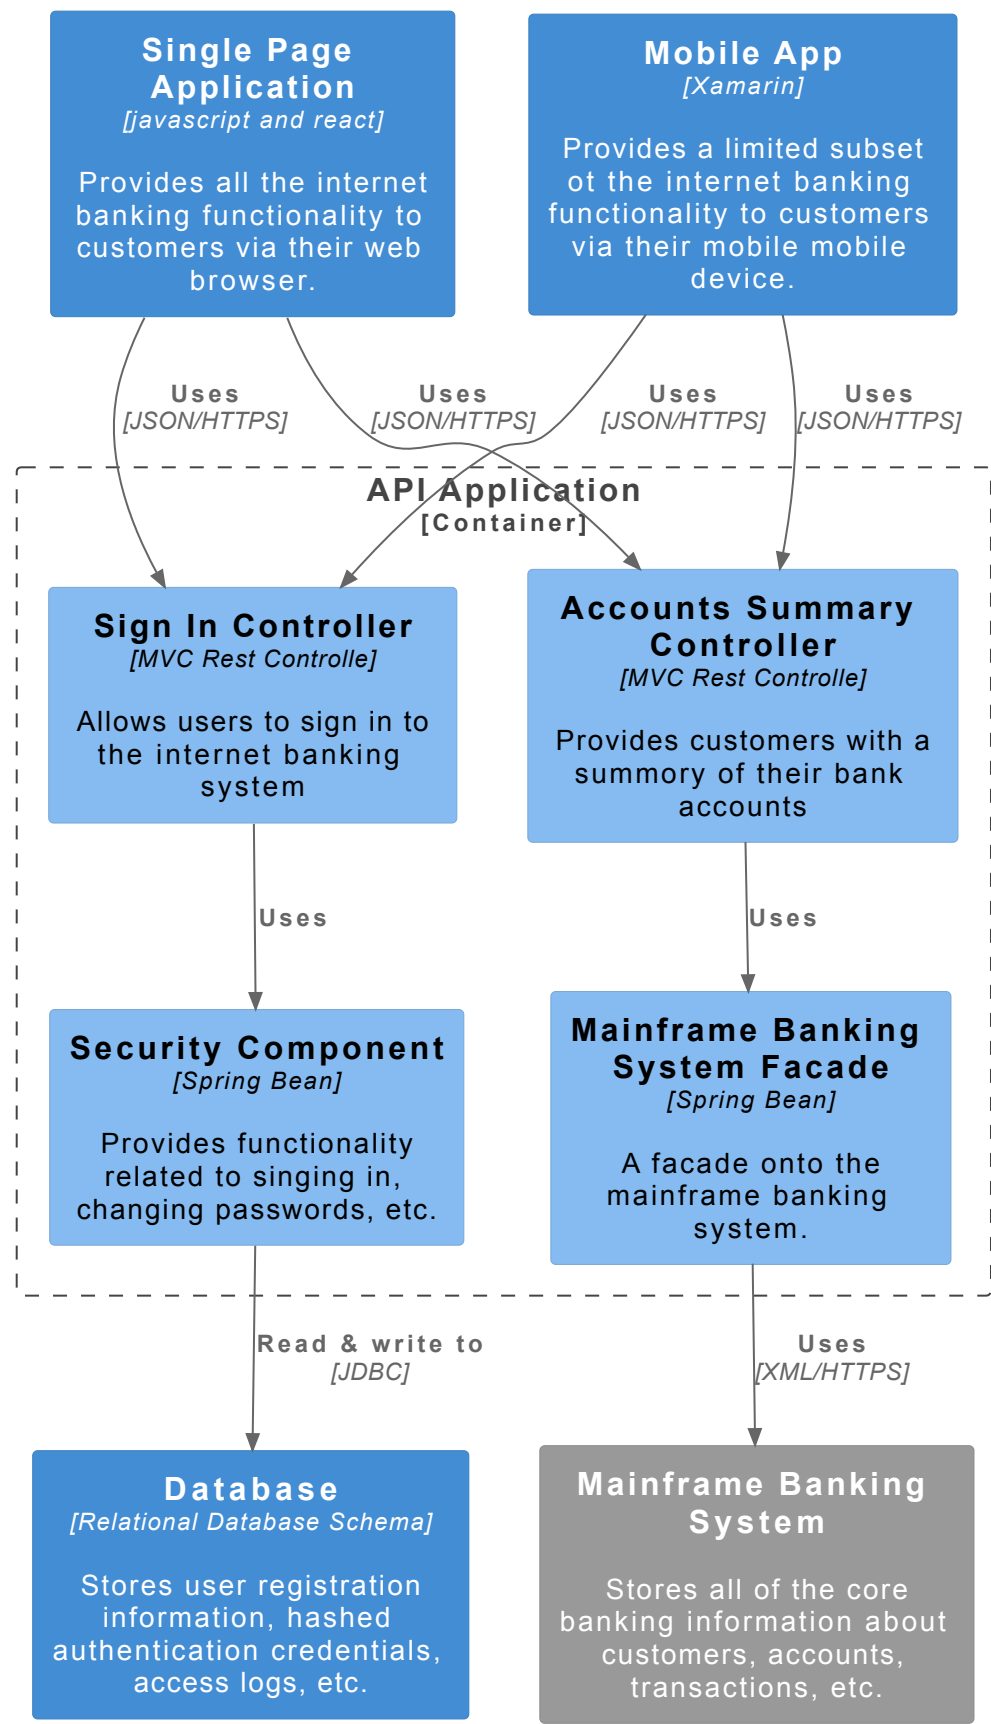 Single Page
Application
[javascript and react]
Provides all the internet
banking functionality to
customers via their web
browser.
Mobile App
[Xamarin]
Provides a limited subset
ot the internet banking
functionality to customers
via their mobile mobile
device.
Uses
[JSON/HTTPS]
Uses
[JSON/HTTPS]
Uses
[JSON/HTTPS]
Uses
[JSON/HTTPS]
API Application
[Container]
Sign In Controller
[MVC Rest Controlle]
Allows users to sign in to
the internet banking
system
Accounts Summary
Controller
[MVC Rest Controlle]
Provides customers with a
summory of their bank
accounts
Uses
Uses
Security Component
[Spring Bean]
Provides functionality
related to singing in,
changing passwords, etc.
Mainframe Banking
System Facade
[Spring Bean]
A facade onto the
mainframe banking
system.
Read & write to
[JDBC]
Uses
[XML/HTTPS]
Database
[Relational Database Schema]
Stores user registration
information, hashed
authentication credentials,
access logs, etc.
Mainframe Banking
System
Stores all of the core
banking information about
customers, accounts,
transactions, etc.